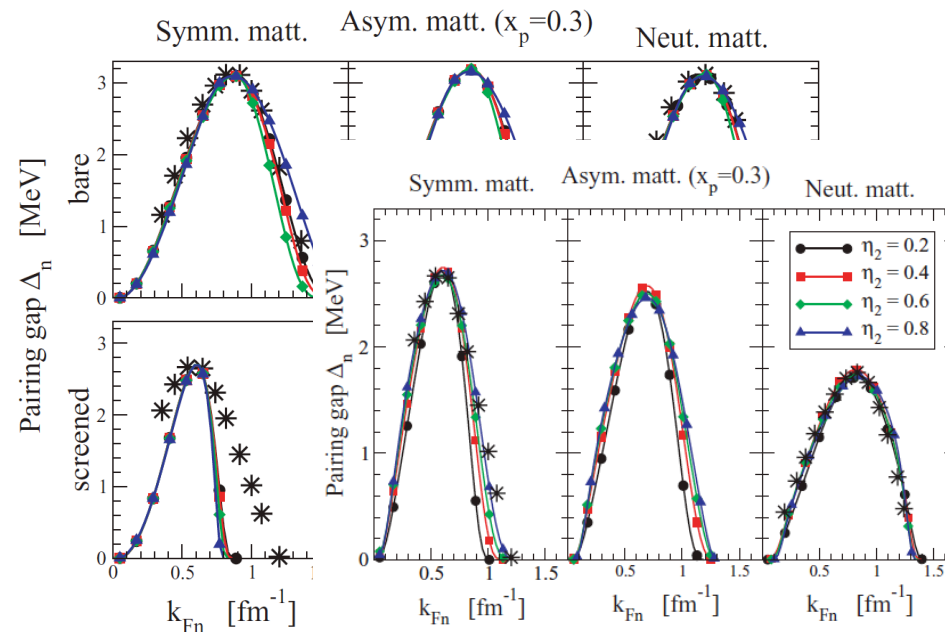 Symm. matt.
Asym. matt. (x_p=0.3)
Neut. matt.
Pairing gap Δ_n [MeV]
bare
3
2
1
0
screened
3
2
1
0
0
0.5
1
1
k_Fn [fm⁻¹]
Symm. matt.
Asym. matt. (x_p=0.3)
Neut. matt.
Pairing gap Δ_n [MeV]
3
2
1
0
η_2 = 0.2
η_2 = 0.4
η_2 = 0.6
η_2 = 0.8
0.5 1 1.5
0.5 1 1.5
0.5 1 1.5
k_Fn [fm⁻¹]
k_Fn [fm⁻¹]
k_Fn [fm⁻¹]